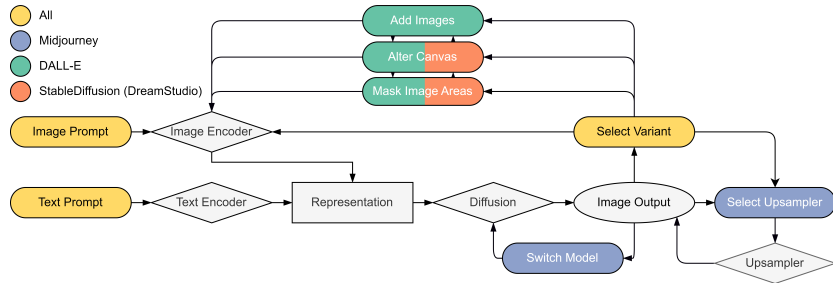 All
Midjourney
DALL-E
StableDiffusion (DreamStudio)
Add Images
Alter Canvas
Mask Image Areas
Image Prompt
Image Encoder
Select Variant
Text Prompt
Text Encoder
Representation
Diffusion
Image Output
Select Upsampler
Switch Model
Upsampler